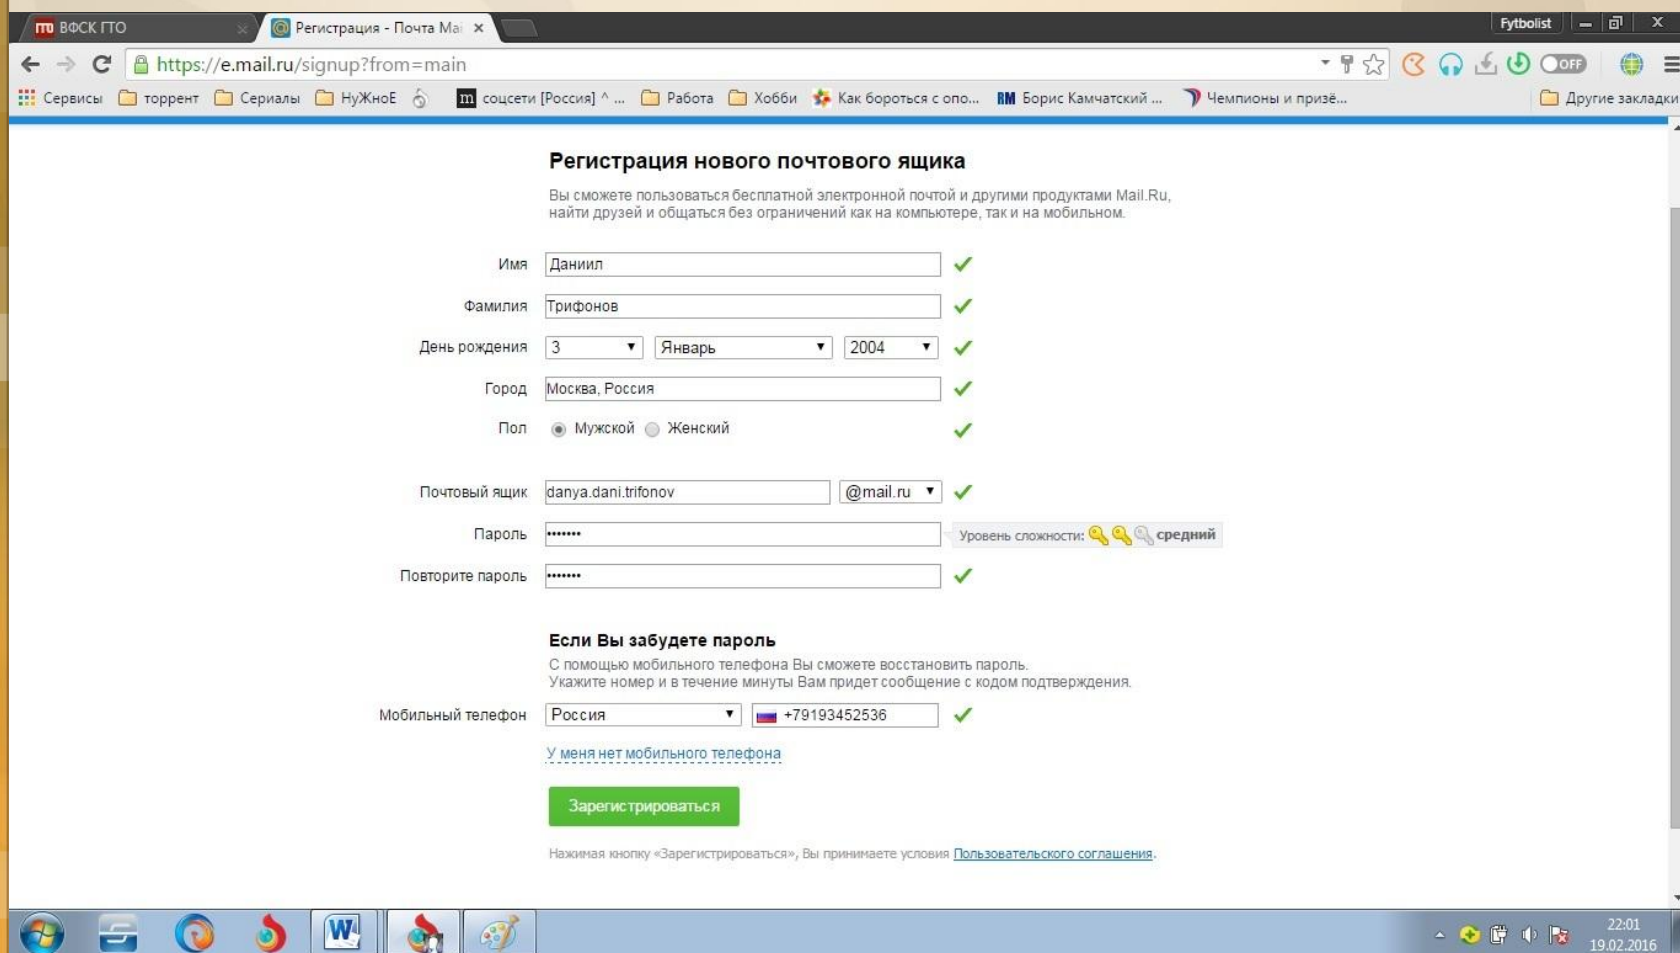 ВФСК ГТО
Регистрация - Почта Mai
Fytbolist
https://e.mail.ru/signup?from=main
OFF
Сервисы торрент Сериалы НуЖноЕ соцсети [Россия] ^ ... Работа Хобби Как бороться с опо... Борис Камчатский ... Чемпионы и призё... Другие закладки
Регистрация нового почтового ящика
Вы сможете пользоваться бесплатной электронной почтой и другими продуктами Mail.Ru,
найти друзей и общаться без ограничений как на компьютере, так и на мобильном.
Имя Даниил
Фамилия Трифонов
День рождения 3 Январь 2004
Город Москва, Россия
Пол Мужской Женский
Почтовый ящик danya.dani.trifonov @mail.ru
Пароль ••••••• Уровень сложности: средний
Повторите пароль •••••••
Если Вы забудете пароль
С помощью мобильного телефона Вы сможете восстановить пароль.
Укажите номер и в течение минуты Вам придет сообщение с кодом подтверждения.
Мобильный телефон Россия +79193452536
У меня нет мобильного телефона
Зарегистрироваться
Нажимая кнопку «Зарегистрироваться», Вы принимаете условия Пользовательского соглашения.
22:01
19.02.2016